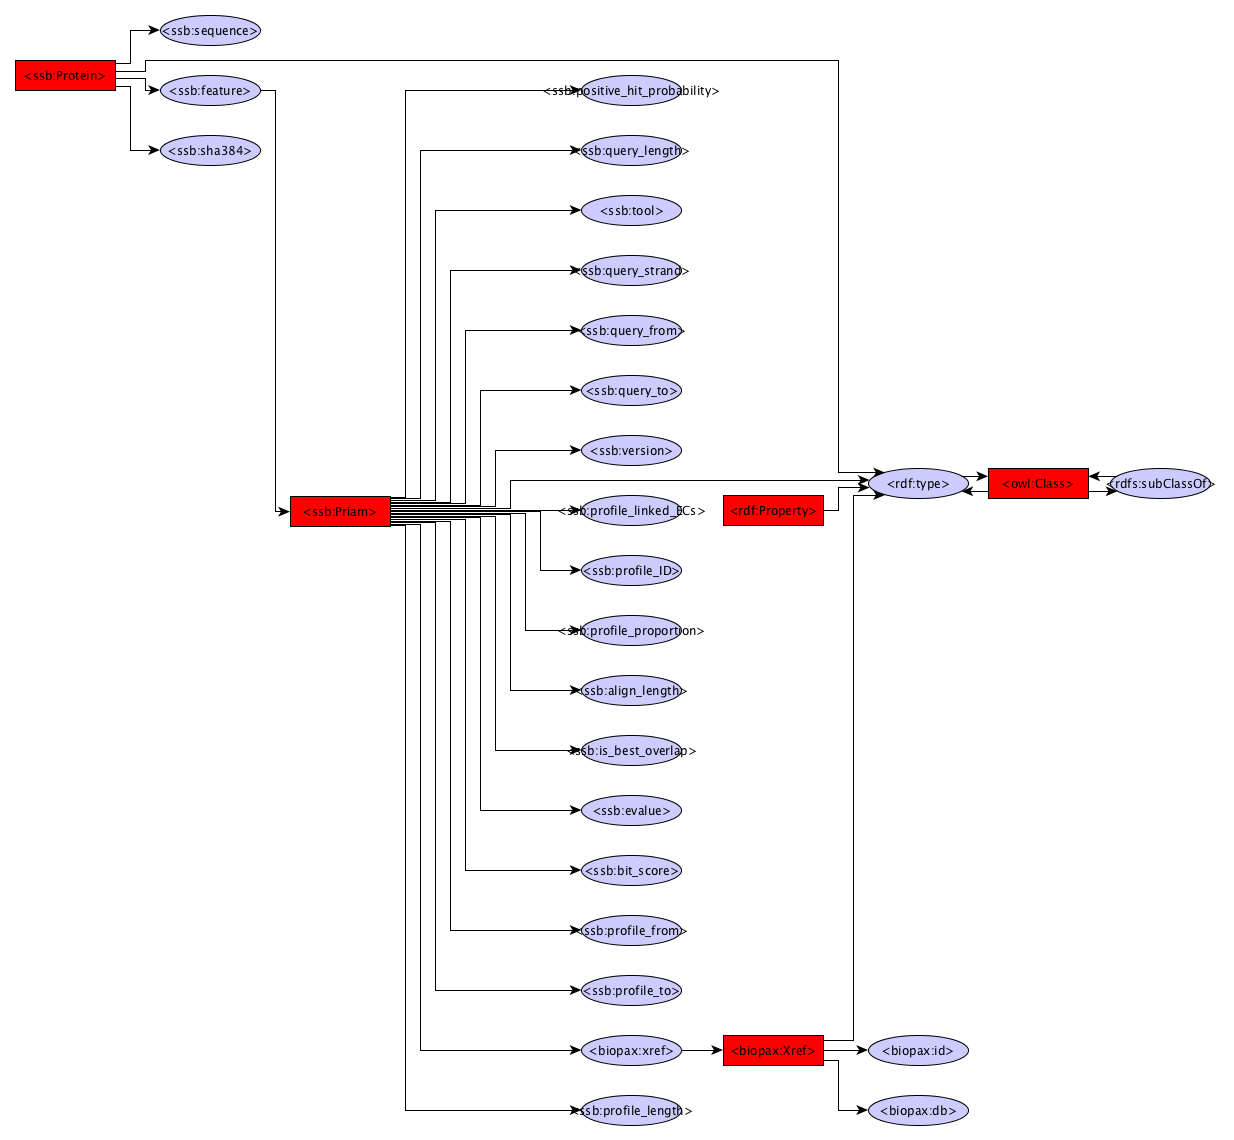 <ssb:sequence>
<ssb:Protein>
<ssb:feature>
<ssb:sha384>
<ssb:positive_hit_probability>
<ssb:query_length>
<ssb:tool>
<ssb:query_strand>
<ssb:query_from>
<ssb:query_to>
<ssb:version>
<rdf:type>
<owl:Class>
<rdfs:subClassOf>
<ssb:Priam>
<ssb:profile_linked_ECs>
<rdf:Property>
<ssb:profile_ID>
<ssb:profile_proportion>
<ssb:align_length>
<ssb:is_best_overlap>
<ssb:evalue>
<ssb:bit_score>
<ssb:profile_from>
<ssb:profile_to>
<biopax:xref>
<biopax:Xref>
<biopax:id>
<ssb:profile_length>
<biopax:db>